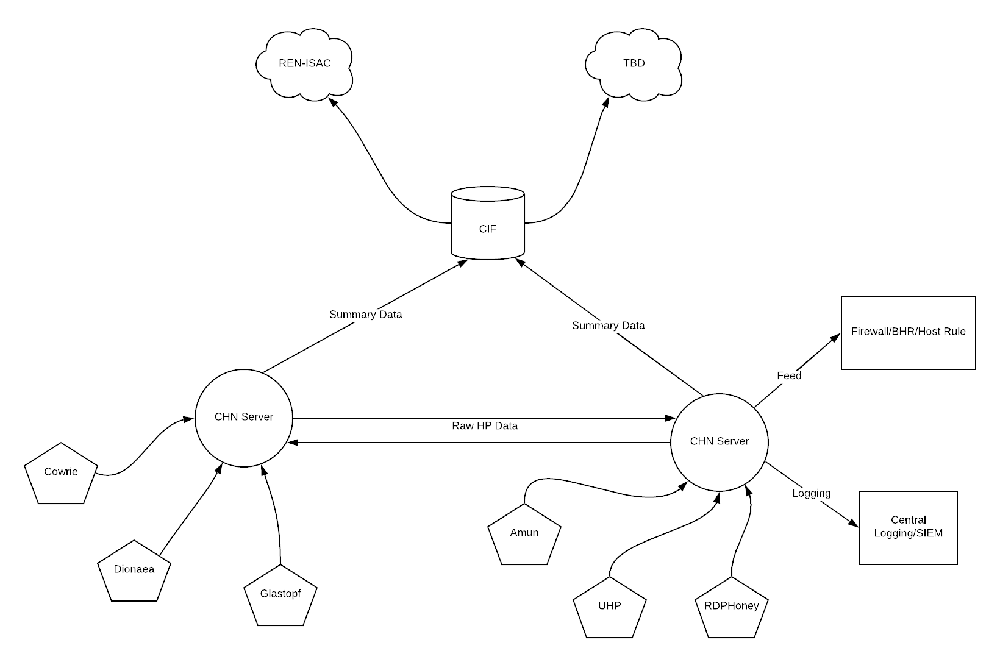 REN-ISAC
TBD
CIF
Summary Data
Summary Data
Firewall/BHR/Host Rule
Feed
CHN Server
Raw HP Data
CHN Server
Cowrie
Logging
Central
Logging/SIEM
Amun
Dionaea
Glastopf
UHP
RDPHoney